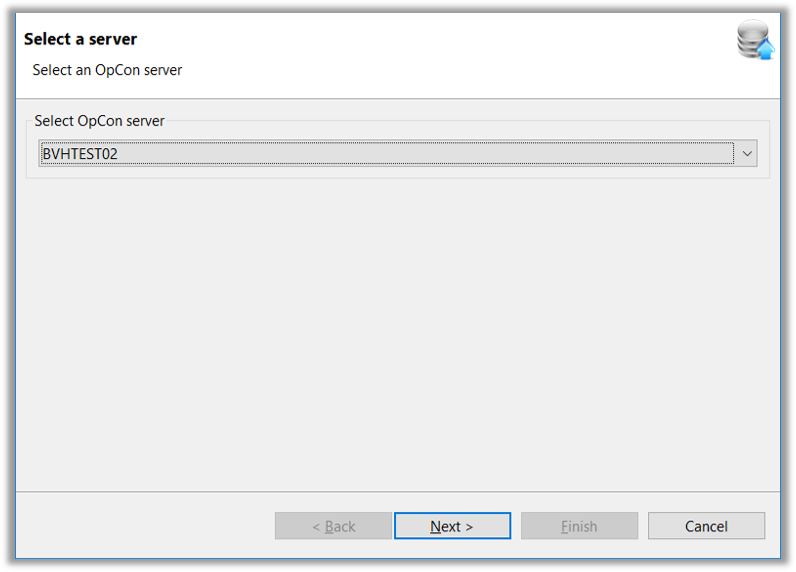 Select a server
Select an OpCon server
Select OpCon server
BVHTEST02
< Back
Next >
Finish
Cancel